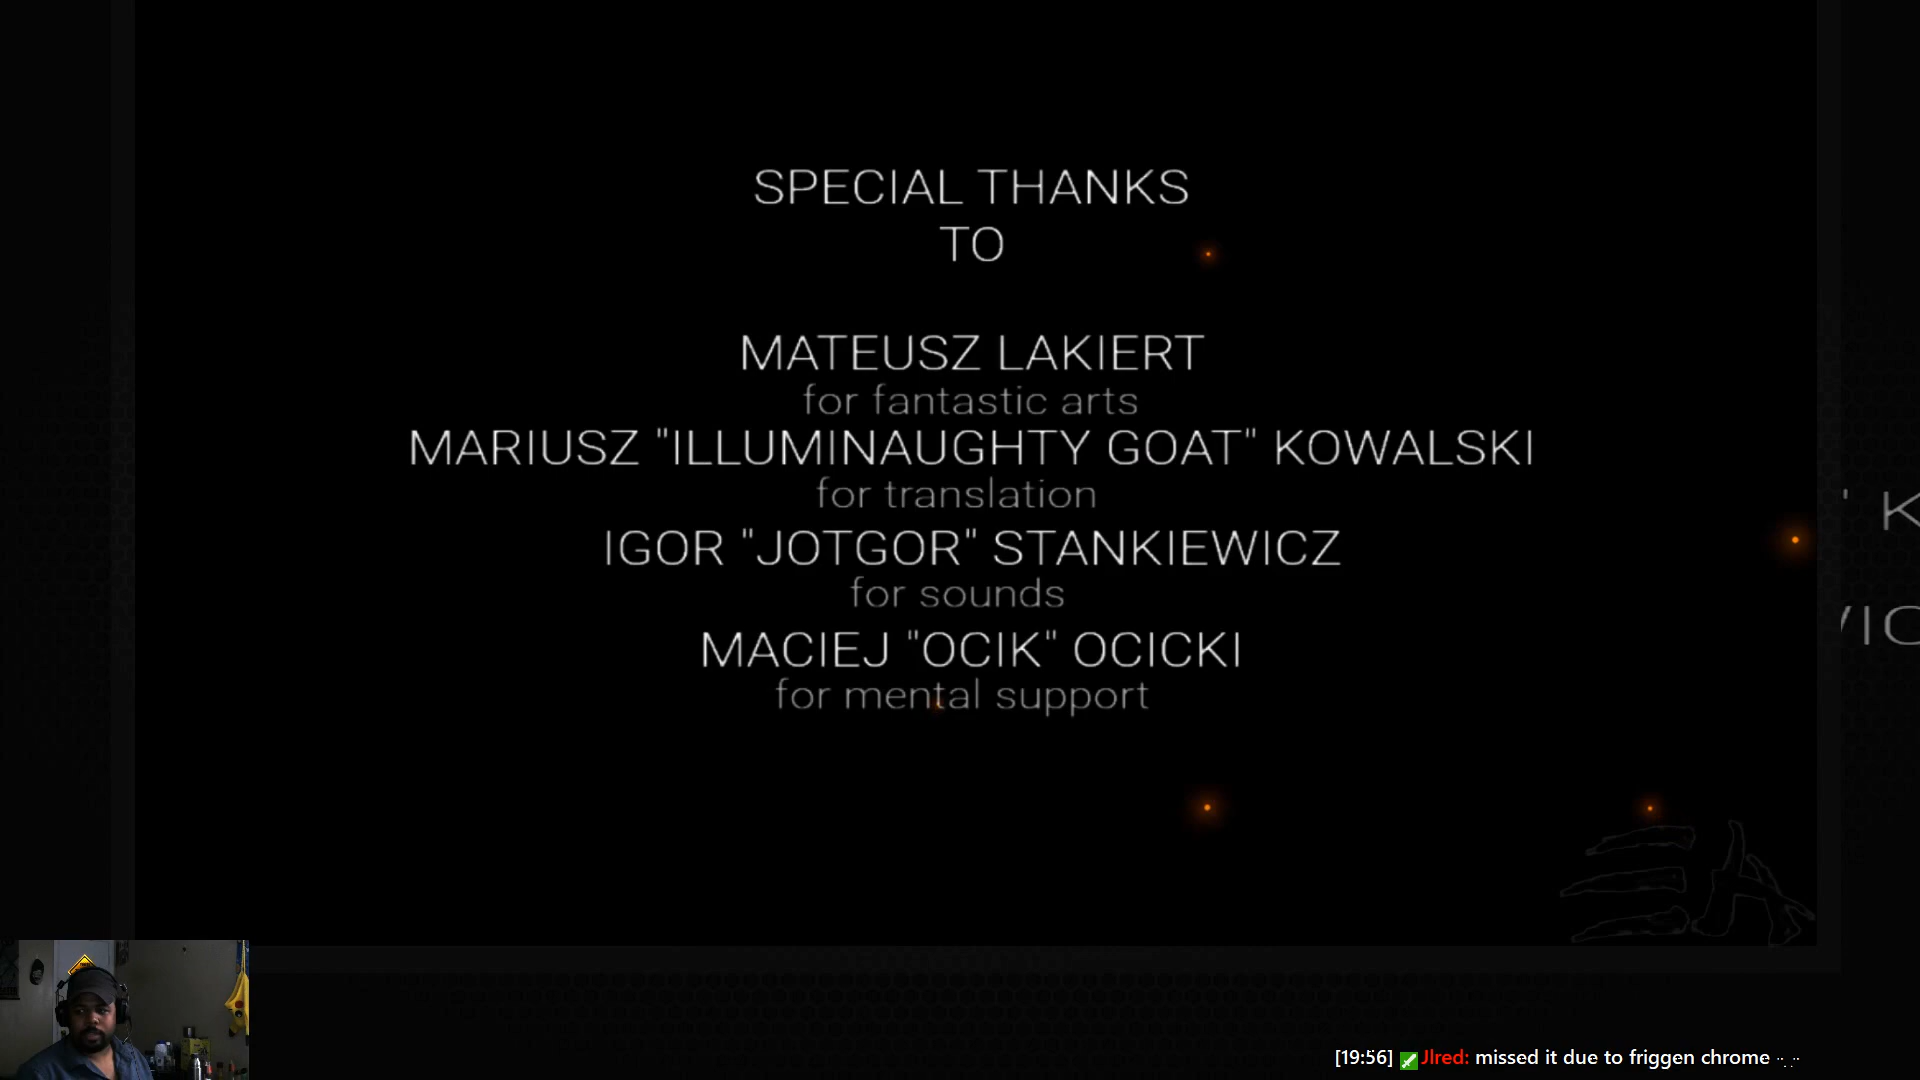 SPECIAL THANKS
TO
MATEUSZ LAKIERT
for fantastic arts
MARIUSZ "ILLUMINAUGHTY GOAT" KOWALSKI
for translation
IGOR "JOTGOR" STANKIEWICZ
for sounds
MACIEJ "OCIK" OCICKI
for mental support
[19:56] Jlred: missed it due to friggen chrome